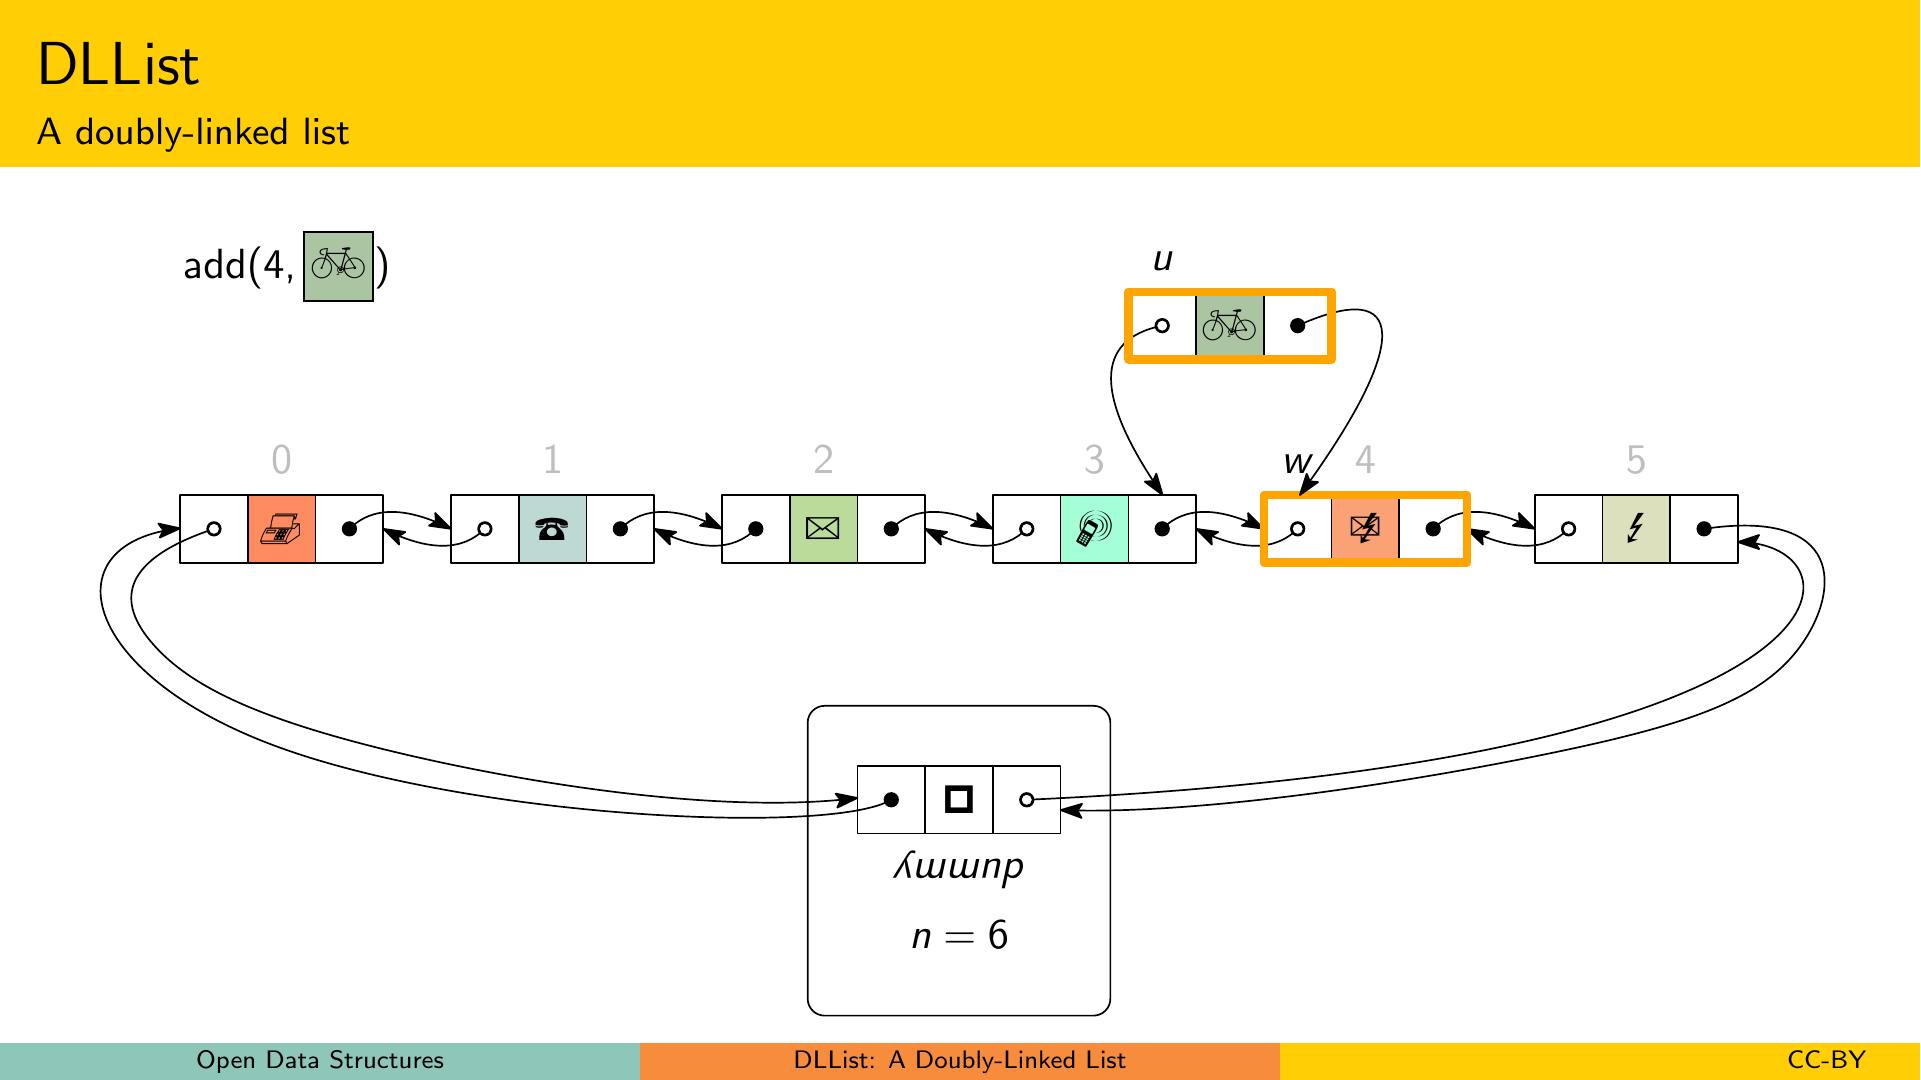 DLList
A doubly-linked list
add(4, )
u
0 1 2 3 w 4 5
dummy
n = 6
Open Data Structures
DLList: A Doubly-Linked List
CC-BY